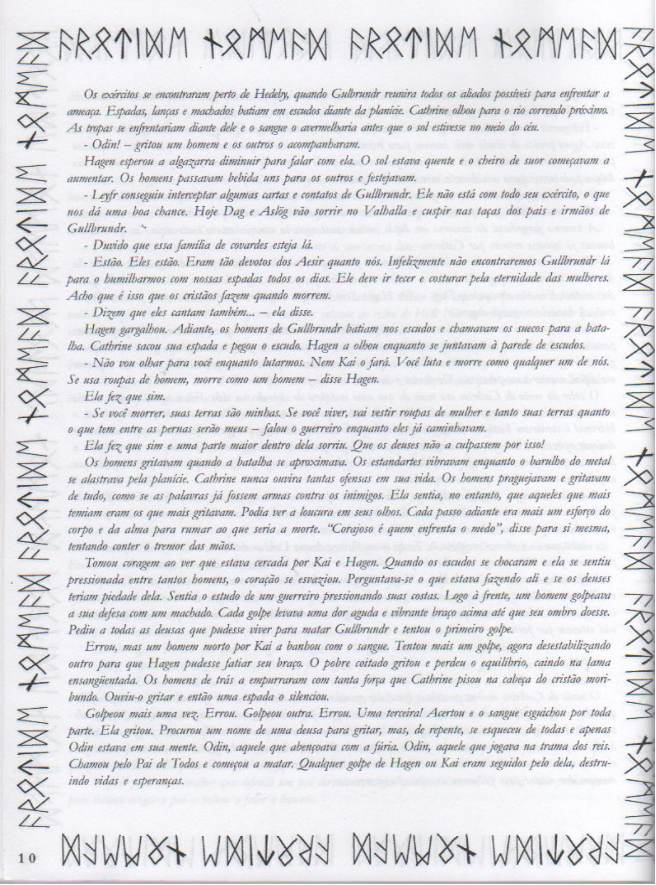 Os exércitos se encontraram perto de Hedeby, quando Gulbrundr reunira todos os aliados possíveis para enfrentar a
ameaça. Espadas, lanças e machados batiam em escudos diante da planície. Cathrine olhou para o rio correndo próximo.
As tropas se enfrentariam diante dele e o sangue o avermelharia antes que o sol estivesse no meio do céu.
- Odin! – gritou um homem e os outros o acompanharam.
Hagen esperou a algazarra diminuir para falar com ela. O sol estava quente e o cheiro de suor começavam a
aumentar. Os homens passavam bebida uns para os outros e festejavam.
- Leyfr conseguiu interceptar algumas cartas e contatos de Gullbrundr. Ele não está com todo seu exército, o que
nos dá uma boa chance. Hoje Dag e Aslög vão sorrir no Valhalla e cuspir nas taças dos pais e irmãos de
Gullbrundr.
- Duvido que essa família de covardes esteja lá.
- Estão. Eles estão. Eram tão devotos dos Aesir quanto nós. Infelizmente não encontraremos Gullbrundr lá
para o humilharmos com nossas espadas todos os dias. Ele deve ir tecer e costurar pela eternidade das mulheres.
Acho que é isso que os cristãos fazem quando morrem.
- Dizem que eles cantam também... – ela disse.
Hagen gargalhou. Adiante, os homens de Gullbrundr batiam nos escudos e chamavam os suecos para a bata-
lha. Cathrine sacou sua espada e pegou o escudo. Hagen a olhou enquanto se juntavam à parede de escudos.
- Não vou olhar para você enquanto lutarmos. Nem Kai o fará. Você luta e morre como qualquer um de nós.
Se usa roupas de homem, morre como um homem – disse Hagen.
Ela fez que sim.
- Se você morrer, suas terras são minhas. Se você viver, vai vestir roupas de mulher e tanto suas terras quanto
o que tem entre as pernas serão meus – falou o guerreiro enquanto eles já caminhavam.
Ela fez que sim e uma parte maior dentro dela sorriu. Que os deuses não a culpassem por isso!
Os homens gritavam quando a batalha se aproximava. Os estandartes vibravam enquanto o barulho do metal
se alastrava pela planície. Cathrine nunca ouvira tantas ofensas em sua vida. Os homens praguejavam e gritavam
de tudo, como se as palavras já fossem armas contra os inimigos. Ela sentia, no entanto, que aqueles que mais
temiam eram os que mais gritavam. Podia ver a loucura em seus olhos. Cada passo adiante era mais um esforço do
corpo e da alma para rumar ao que seria a morte. “Corajoso é quem enfrenta o medo”, disse para si mesma,
tentando conter o tremor das mãos.
Tomou coragem ao ver que estava cercada por Kai e Hagen. Quando os escudos se chocaram e ela se sentiu
pressionada entre tantos homens, o coração se esvaziou. Perguntava-se o que estava fazendo ali e se os deuses
teriam piedade dela. Sentia o estudo de um guerreiro pressionando suas costas. Logo à frente, um homem golpeava
a sua defesa com um machado. Cada golpe levava uma dor aguda e vibrante braço acima até que seu ombro doesse.
Pediu a todas as deusas que pudesse viver para matar Gullbrundr e tentou o primeiro golpe.
Errou, mas um homem morto por Kai a banhou com o sangue. Tentou mais um golpe, agora desestabilizando
outro para que Hagen pudesse fatiar seu braço. O pobre coitado gritou e perdeu o equilíbrio, caindo na lama
ensangüentada. Os homens de trás a empurraram com tanta força que Cathrine pisou na cabeça do cristão mori-
bundo. Ouviu-o gritar e então uma espada o silenciou.
Golpeou mais uma vez. Errou. Golpeou outra. Errou. Uma terceira! Acertou e o sangue esguichou por toda
parte. Ela gritou. Procurou um nome de uma deusa para gritar, mas, de repente, se esqueceu de todas e apenas
Odin estava em sua mente. Odin, aquele que abençoava com a fúria. Odin, aquele que jogava na trama dos reis.
Chamou pelo Pai de Todos e começou a matar. Qualquer golpe de Hagen ou Kai eram seguidos pelo dela, destru-
indo vidas e esperanças.
10